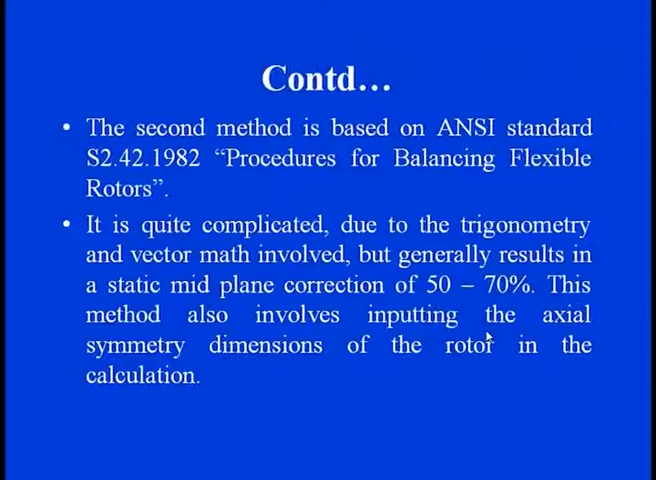 Contd…
• The second method is based on ANSI standard
S2.42.1982 “Procedures for Balancing Flexible
Rotors”.
• It is quite complicated, due to the trigonometry
and vector math involved, but generally results in
a static mid plane correction of 50 – 70%. This
method also involves inputting the axial
symmetry dimensions of the rotor in the
calculation.